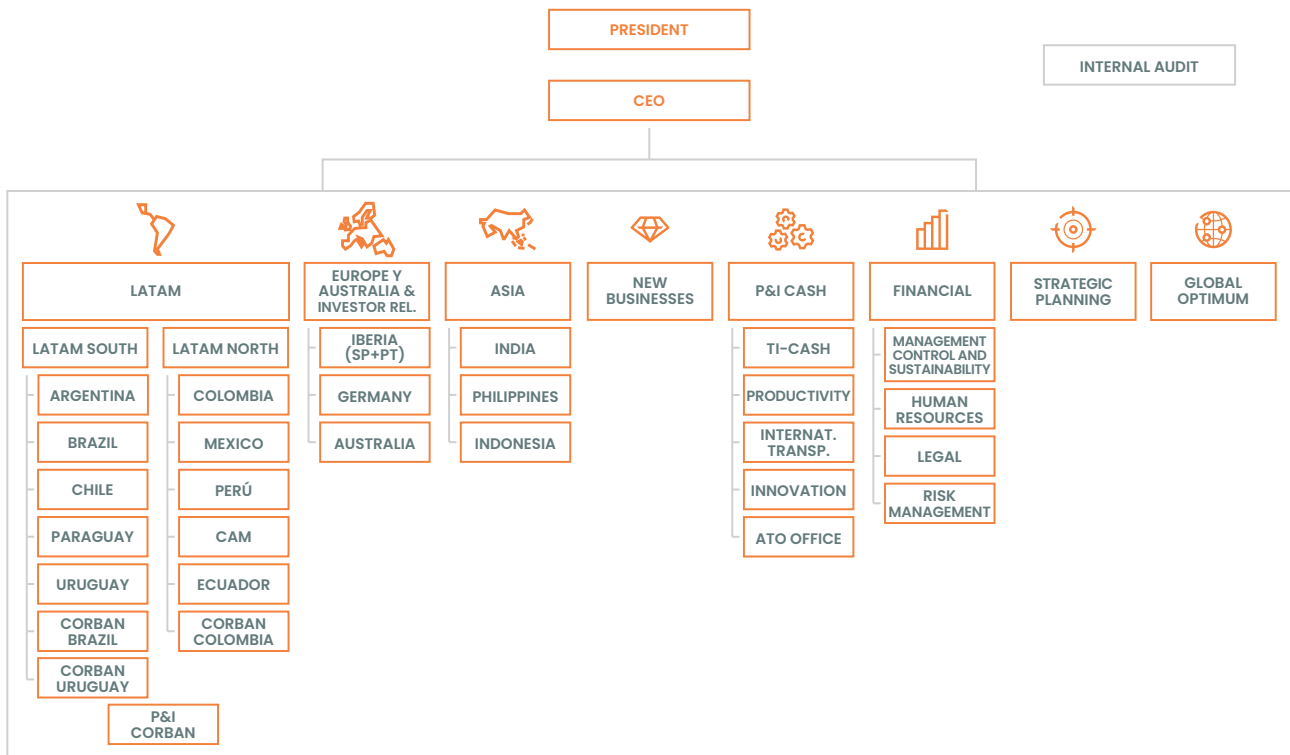 PRESIDENT
INTERNAL AUDIT
CEO
LATAM
EUROPE Y
AUSTRALIA &
INVESTOR REL.
ASIA
NEW
BUSINESSES
P&I CASH
FINANCIAL
STRATEGIC
PLANNING
GLOBAL
OPTIMUM
LATAM SOUTH
ARGENTINA
BRAZIL
CHILE
PARAGUAY
URUGUAY
CORBAN
BRAZIL
CORBAN
URUGUAY
LATAM NORTH
COLOMBIA
MEXICO
PERÚ
CAM
ECUADOR
CORBAN
COLOMBIA
P&I
CORBAN
IBERIA
(SP+PT)
GERMANY
AUSTRALIA
INDIA
PHILIPPINES
INDONESIA
TI-CASH
PRODUCTIVITY
INTERNAT.
TRANSP.
INNOVATION
ATO OFFICE
MANAGEMENT
CONTROL AND
SUSTAINABILITY
HUMAN
RESOURCES
LEGAL
RISK
MANAGEMENT